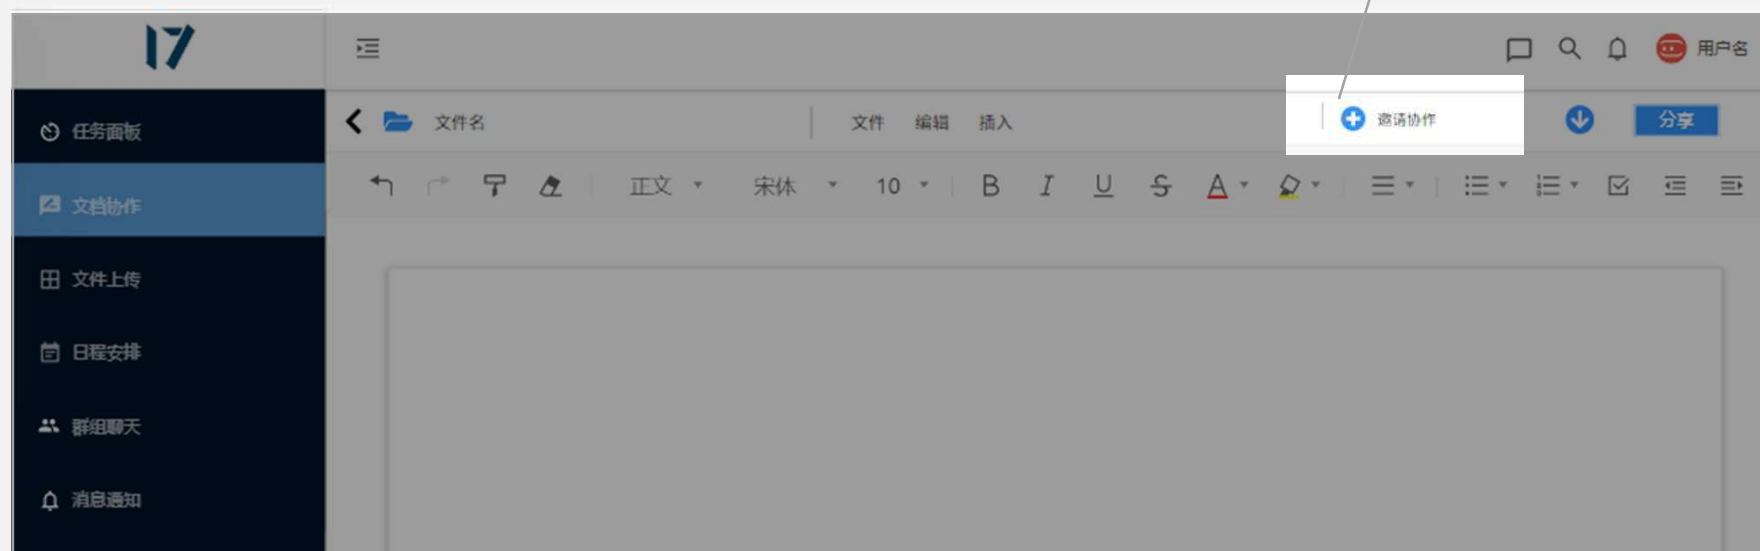 17
用户名
任务面板
文件名 文件 编辑 插入 邀请协作 分享
文档协作
正文 宋体 10 B I U S A
文件上传
日程安排
群组聊天
消息通知